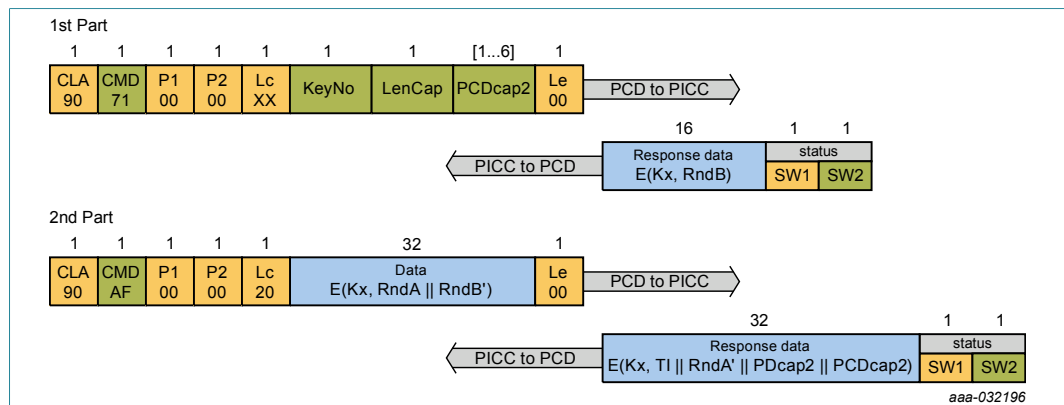 1st Part
1 1 1 1 1 1 1 [1...6] 1
CLA CMD P1 P2 Lc KeyNo LenCap PCDcap2 Le PCD to PICC
90 71 00 00 XX 00
16 1 1
PICC to PCD Response data status
E(Kx, RndB) SW1 SW2
2nd Part
1 1 1 1 1 32 1
CLA CMD P1 P2 Lc Data Le PCD to PICC
90 AF 00 00 20 E(Kx, RndA || RndB') 00
32 1 1
PICC to PCD Response data status
E(Kx, TI || RndA' || PDcap2 || PCDcap2) SW1 SW2
aaa-032196